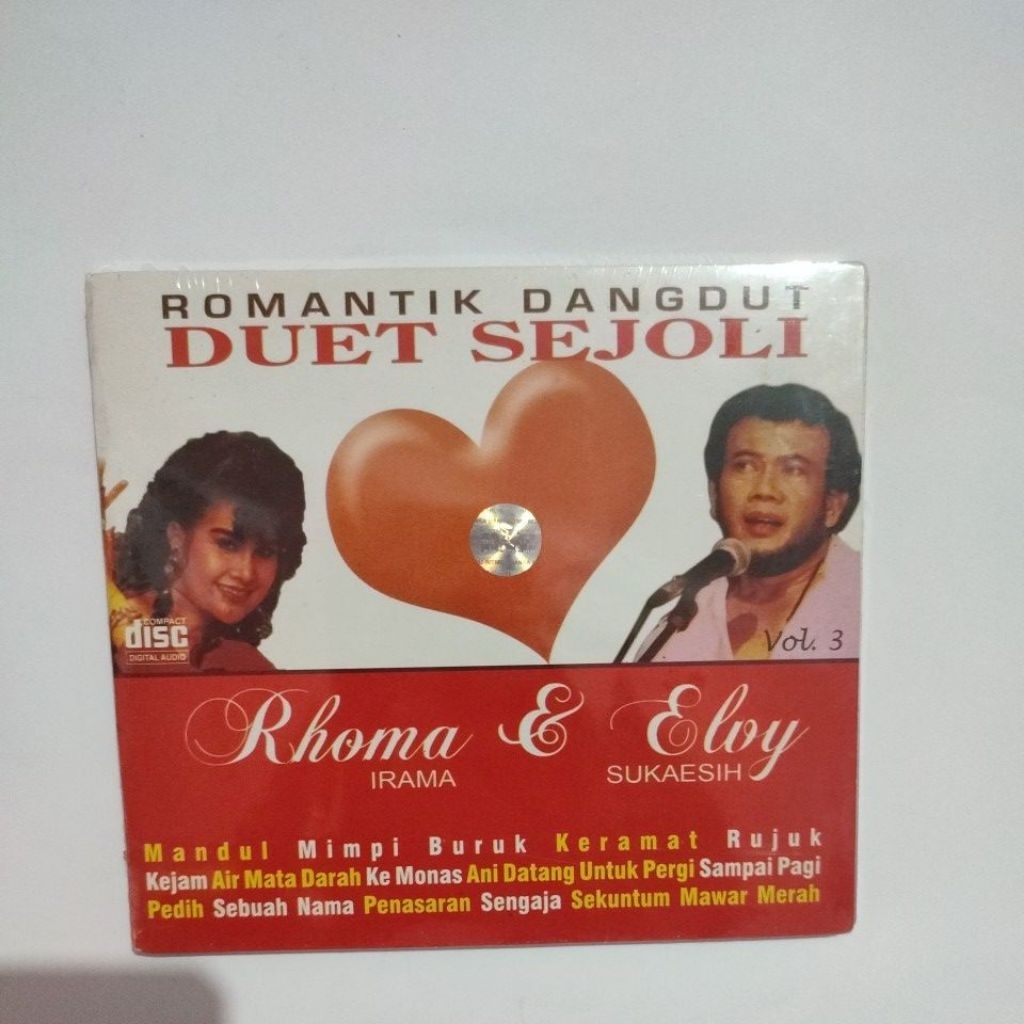 ROMANTIK DANGDUT
DUET SEJOLI
COMPACT
disc
DIGITAL AUDIO
Vol. 3
Rhoma & Elvy
IRAMA SUKAESIH
Mandul Mimpi Buruk Keramat Rujuk
Kejam Air Mata Darah Ke Monas Ani Datang Untuk Pergi Sampai Pagi
Pedih Sebuah Nama Penasaran Sengaja Sekuntum Mawar Merah